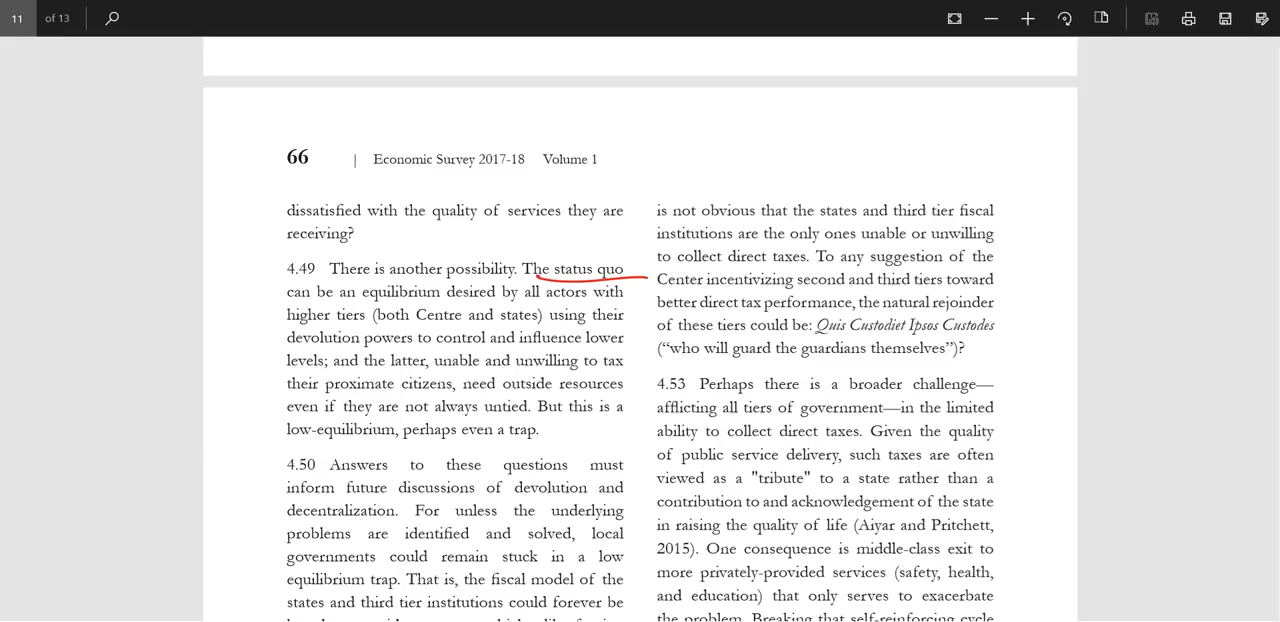 11 of 13
66 | Economic Survey 2017-18 Volume 1
dissatisfied with the quality of services they are
receiving?
4.49 There is another possibility. The status quo
can be an equilibrium desired by all actors with
higher tiers (both Centre and states) using their
devolution powers to control and influence lower
levels; and the latter, unable and unwilling to tax
their proximate citizens, need outside resources
even if they are not always untied. But this is a
low-equilibrium, perhaps even a trap.
4.50 Answers to these questions must
inform future discussions of devolution and
decentralization. For unless the underlying
problems are identified and solved, local
governments could remain stuck in a low
equilibrium trap. That is, the fiscal model of the
states and third tier institutions could forever be
is not obvious that the states and third tier fiscal
institutions are the only ones unable or unwilling
to collect direct taxes. To any suggestion of the
Center incentivizing second and third tiers toward
better direct tax performance, the natural rejoinder
of these tiers could be: Quis Custodiet Ipsos Custodes
(“who will guard the guardians themselves”)?
4.53 Perhaps there is a broader challenge—
afflicting all tiers of government—in the limited
ability to collect direct taxes. Given the quality
of public service delivery, such taxes are often
viewed as a "tribute" to a state rather than a
contribution to and acknowledgement of the state
in raising the quality of life (Aiyar and Pritchett,
2015). One consequence is middle-class exit to
more privately-provided services (safety, health,
and education) that only serves to exacerbate
the problem. Breaking that self-reinforcing cycle